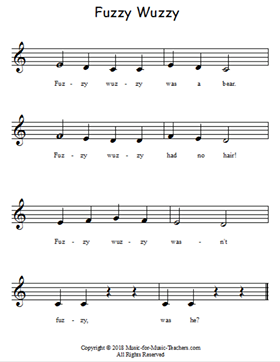 Fuzzy Wuzzy
Fuz- zy wuz- zy was a bear.
Fuz- zy wuz- zy had no hair!
Fuz- zy wuz- zy was- n't
fuz- zy, was he?
Copyright © 2018 Music-for-Music-Teachers.com
All Rights Reserved